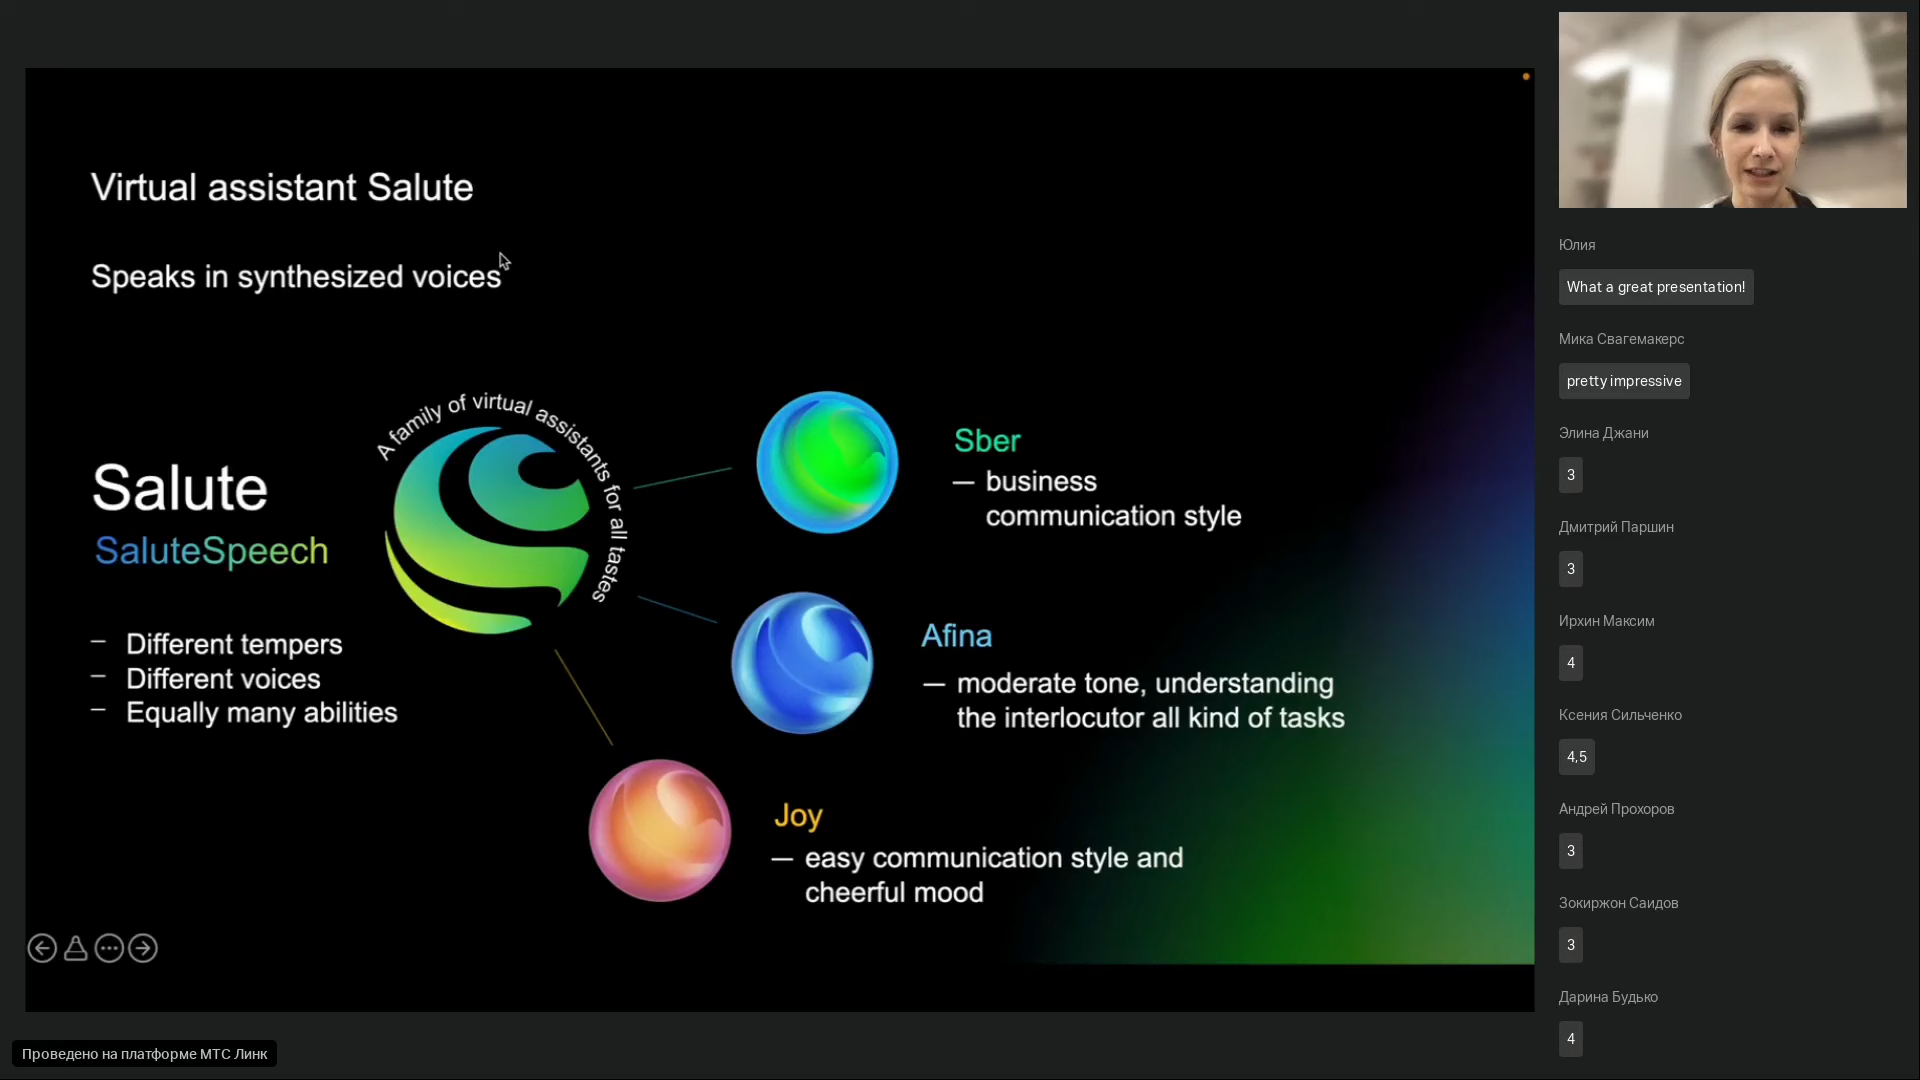 Virtual assistant Salute
Speaks in synthesized voices
A family of virtual assistants for all tastes
Salute
SaluteSpeech
– Different tempers
– Different voices
– Equally many abilities
Sber
— business
communication style
Afina
— moderate tone, understanding
the interlocutor all kind of tasks
Joy
— easy communication style and
cheerful mood
Проведено на платформе МТС Линк
Юлия
What a great presentation!
Мика Свагемакерс
pretty impressive
Элина Джани
3
Дмитрий Паршин
3
Ирхин Максим
4
Ксения Сильченко
4,5
Андрей Прохоров
3
Зокиржон Саидов
3
Дарина Будько
4